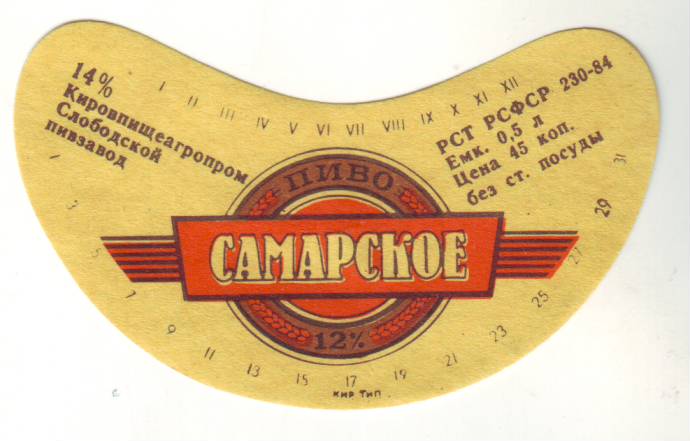 14%
Кировпищеагропром
Слободской
пивзавод
I II III IV V VI VII VIII IX X XI XII
РСТ РСФСР 230-84
Емк. 0,5 л
Цена 45 коп.
без ст. посуды
ПИВО
САМАРСКОЕ
12%
1 3 5 7 9 11 13 15 17 19 21 23 25 27 29 31
КИР ТИП